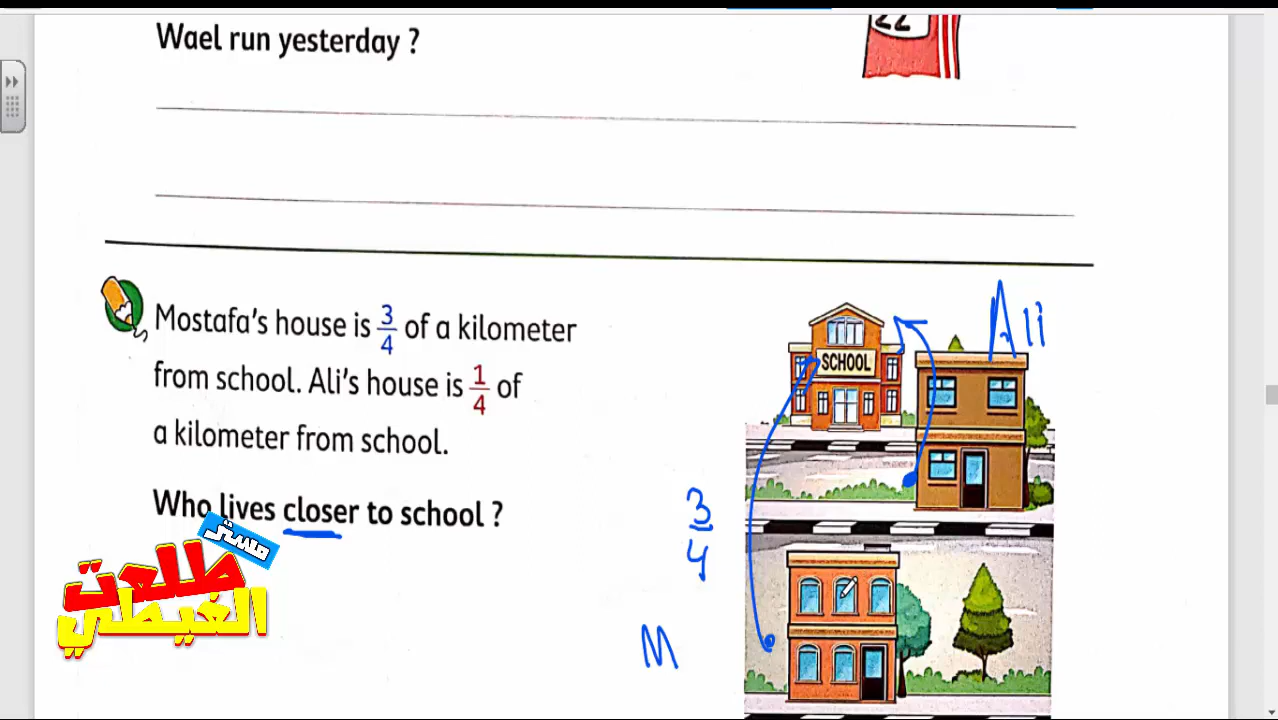 22
Wael run yesterday ?
Mostafa's house is 3/4 of a kilometer
from school. Ali's house is 1/4 of
a kilometer from school.
Who lives closer to school ?
SCHOOL
Ali
3/4
M
مستر
طلعت
الغيطي